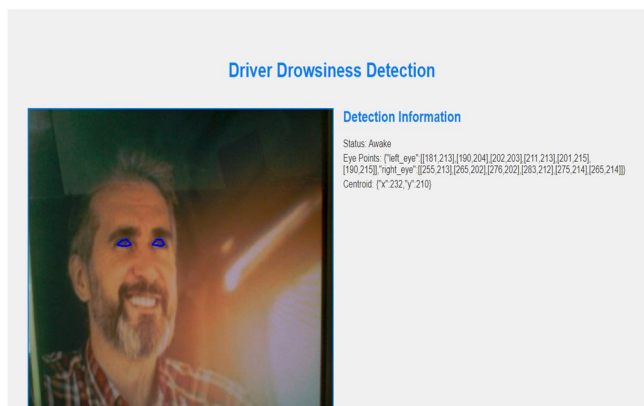 Driver Drowsiness Detection
Detection Information
Status: Awake
Eye Points: {"left_eye":[[181,213],[190,204],[202,203],[211,213],[201,215],
[190,215]],"right_eye":[[255,213],[265,202],[276,202],[283,212],[275,214],[265,214]]}
Centroid: {"x":232,"y":210}